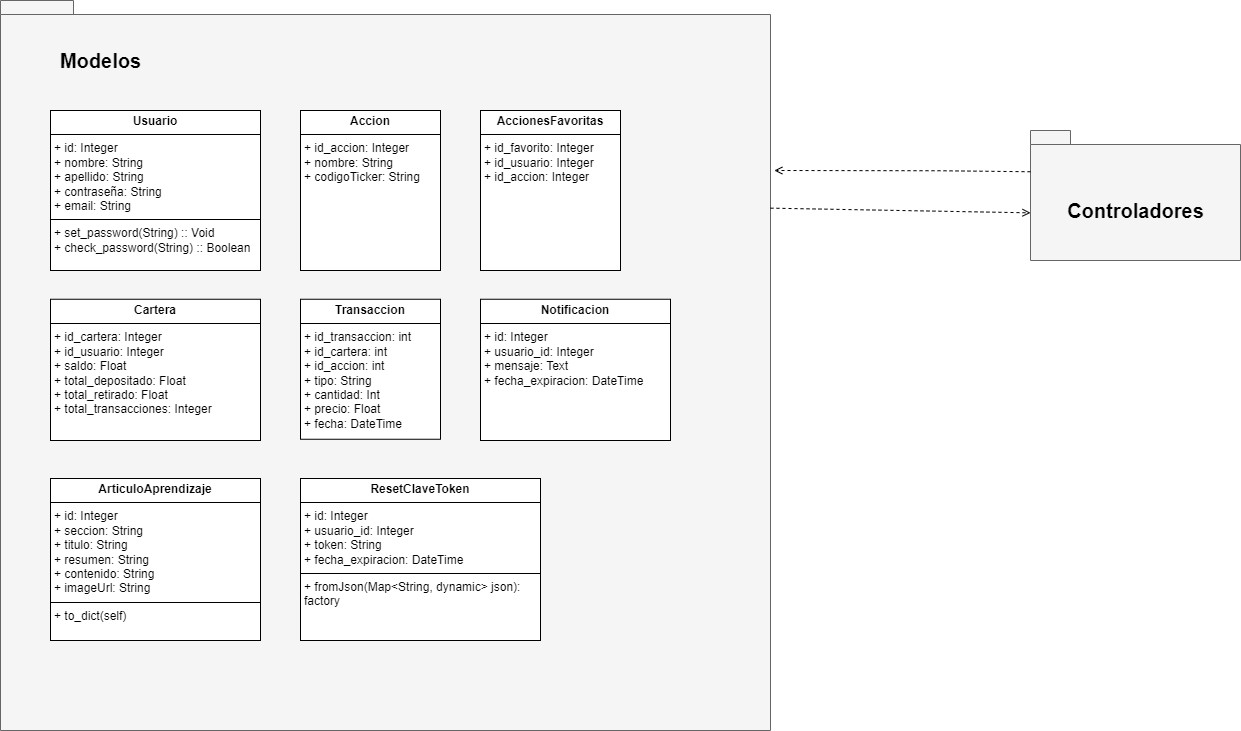 Modelos
Usuario
+ id: Integer
+ nombre: String
+ apellido: String
+ contraseña: String
+ email: String
+ set_password(String) :: Void
+ check_password(String) :: Boolean
Accion
+ id_accion: Integer
+ nombre: String
+ codigoTicker: String
AccionesFavoritas
+ id_favorito: Integer
+ id_usuario: Integer
+ id_accion: Integer
Controladores
Cartera
+ id_cartera: Integer
+ id_usuario: Integer
+ saldo: Float
+ total_depositado: Float
+ total_retirado: Float
+ total_transacciones: Integer
Transaccion
+ id_transaccion: int
+ id_cartera: int
+ id_accion: int
+ tipo: String
+ cantidad: Int
+ precio: Float
+ fecha: DateTime
Notificacion
+ id: Integer
+ usuario_id: Integer
+ mensaje: Text
+ fecha_expiracion: DateTime
ArticuloAprendizaje
+ id: Integer
+ seccion: String
+ titulo: String
+ resumen: String
+ contenido: String
+ imageUrl: String
+ to_dict(self)
ResetClaveToken
+ id: Integer
+ usuario_id: Integer
+ token: String
+ fecha_expiracion: DateTime
+ fromJson(Map<String, dynamic> json):
factory